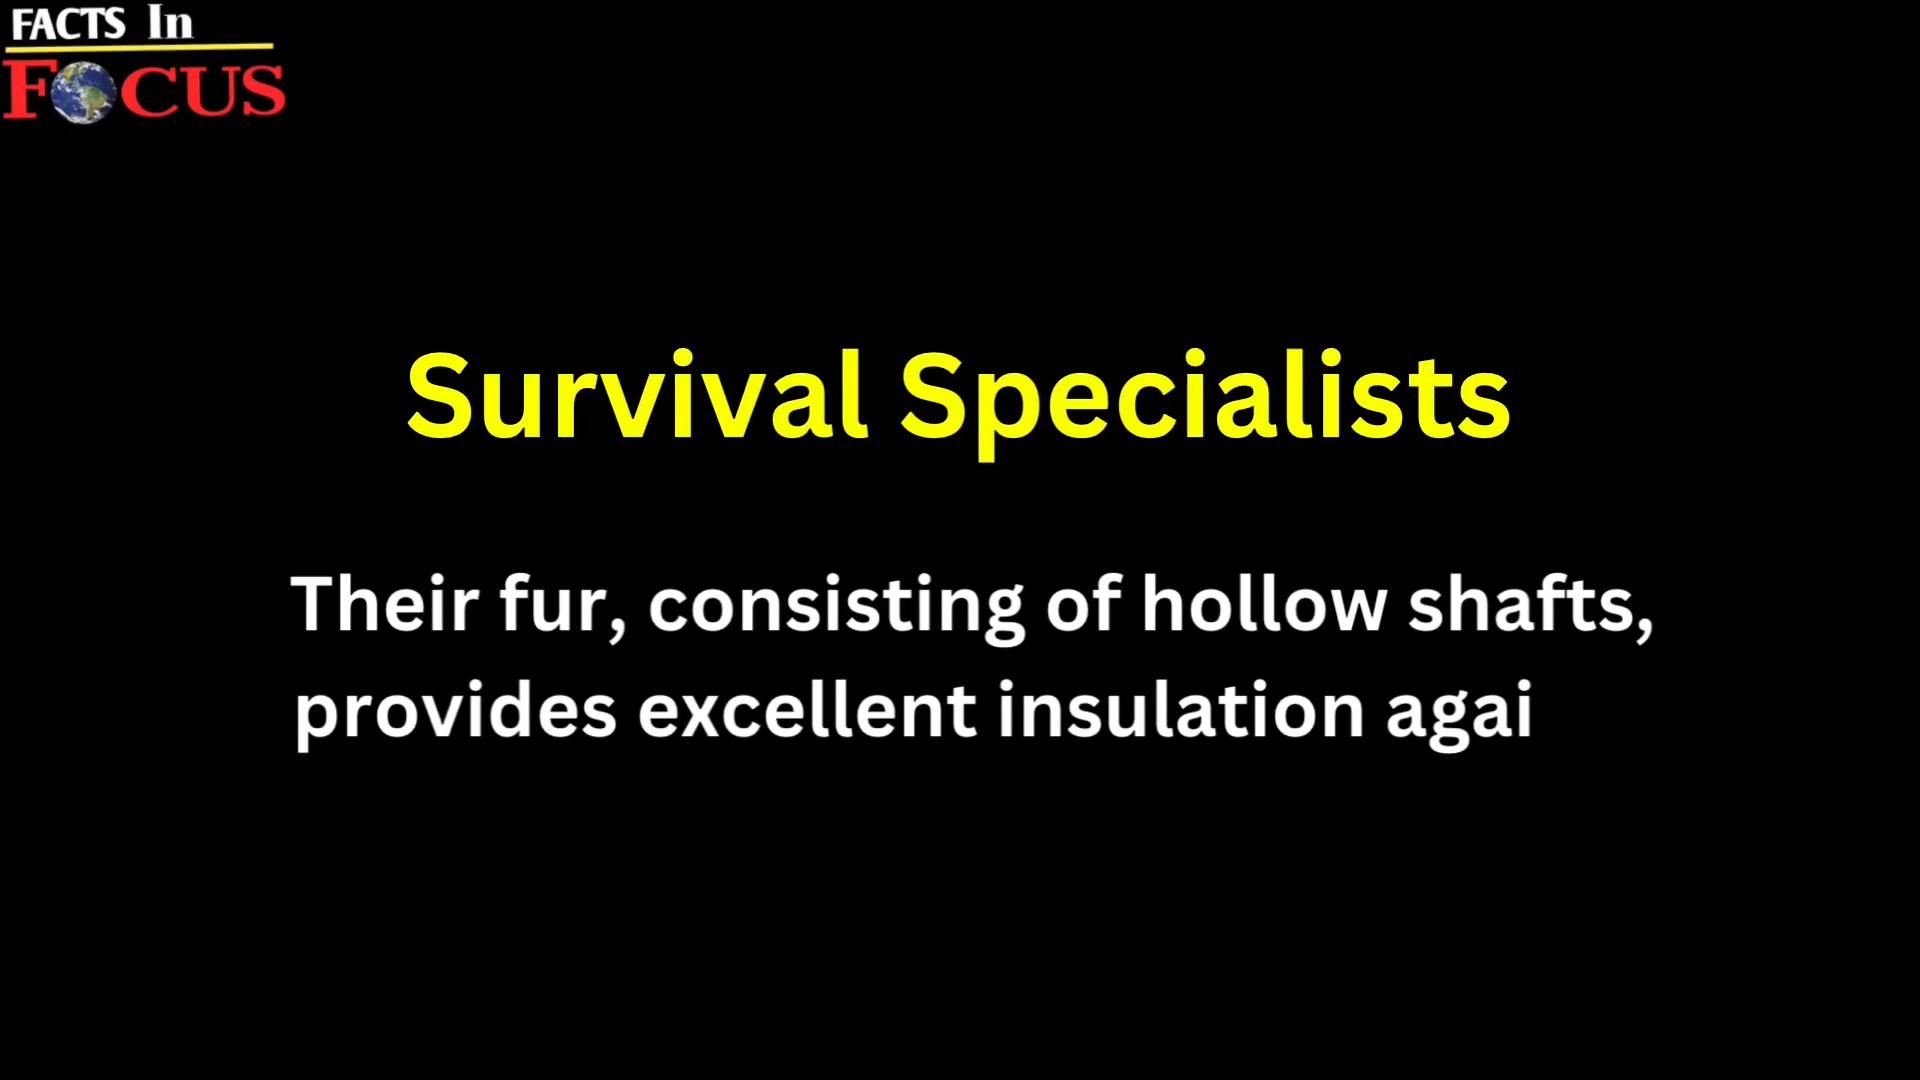 FACTS In
FOCUS
Survival Specialists
Their fur, consisting of hollow shafts,
provides excellent insulation agai